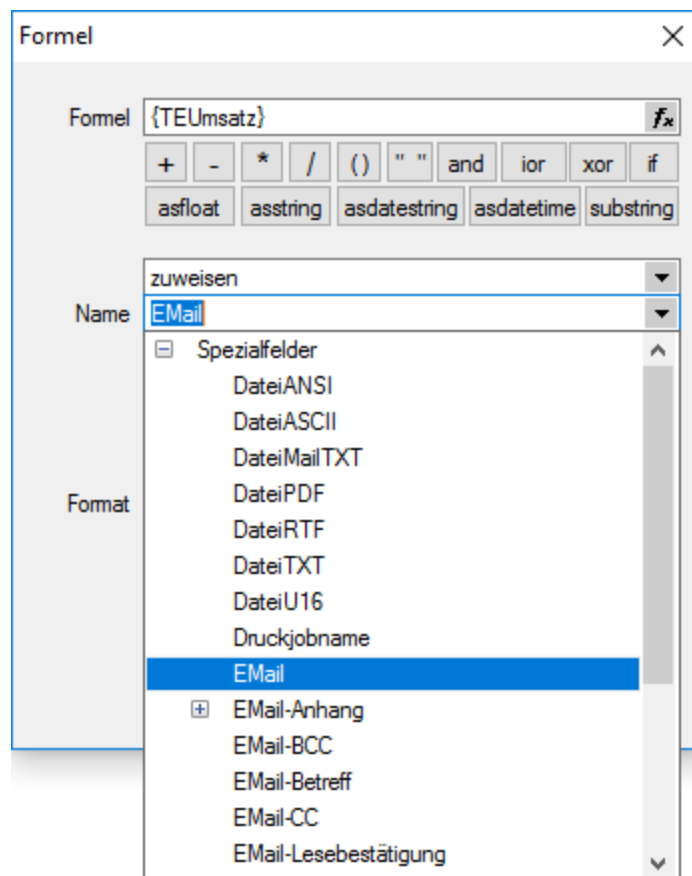 Formel
Formel {TEUmsatz} fx
+ - * / () " " and ior xor if
asfloat asstring asdatestring asdatetime substring
zuweisen
Name EMail
Spezialfelder
DateiANSI
DateiASCII
DateiMailTXT
DateiPDF
Format
DateiRTF
DateiTXT
DateiU16
Druckjobname
EMail
EMail-Anhang
EMail-BCC
EMail-Betreff
EMail-CC
EMail-Lesebestätigung